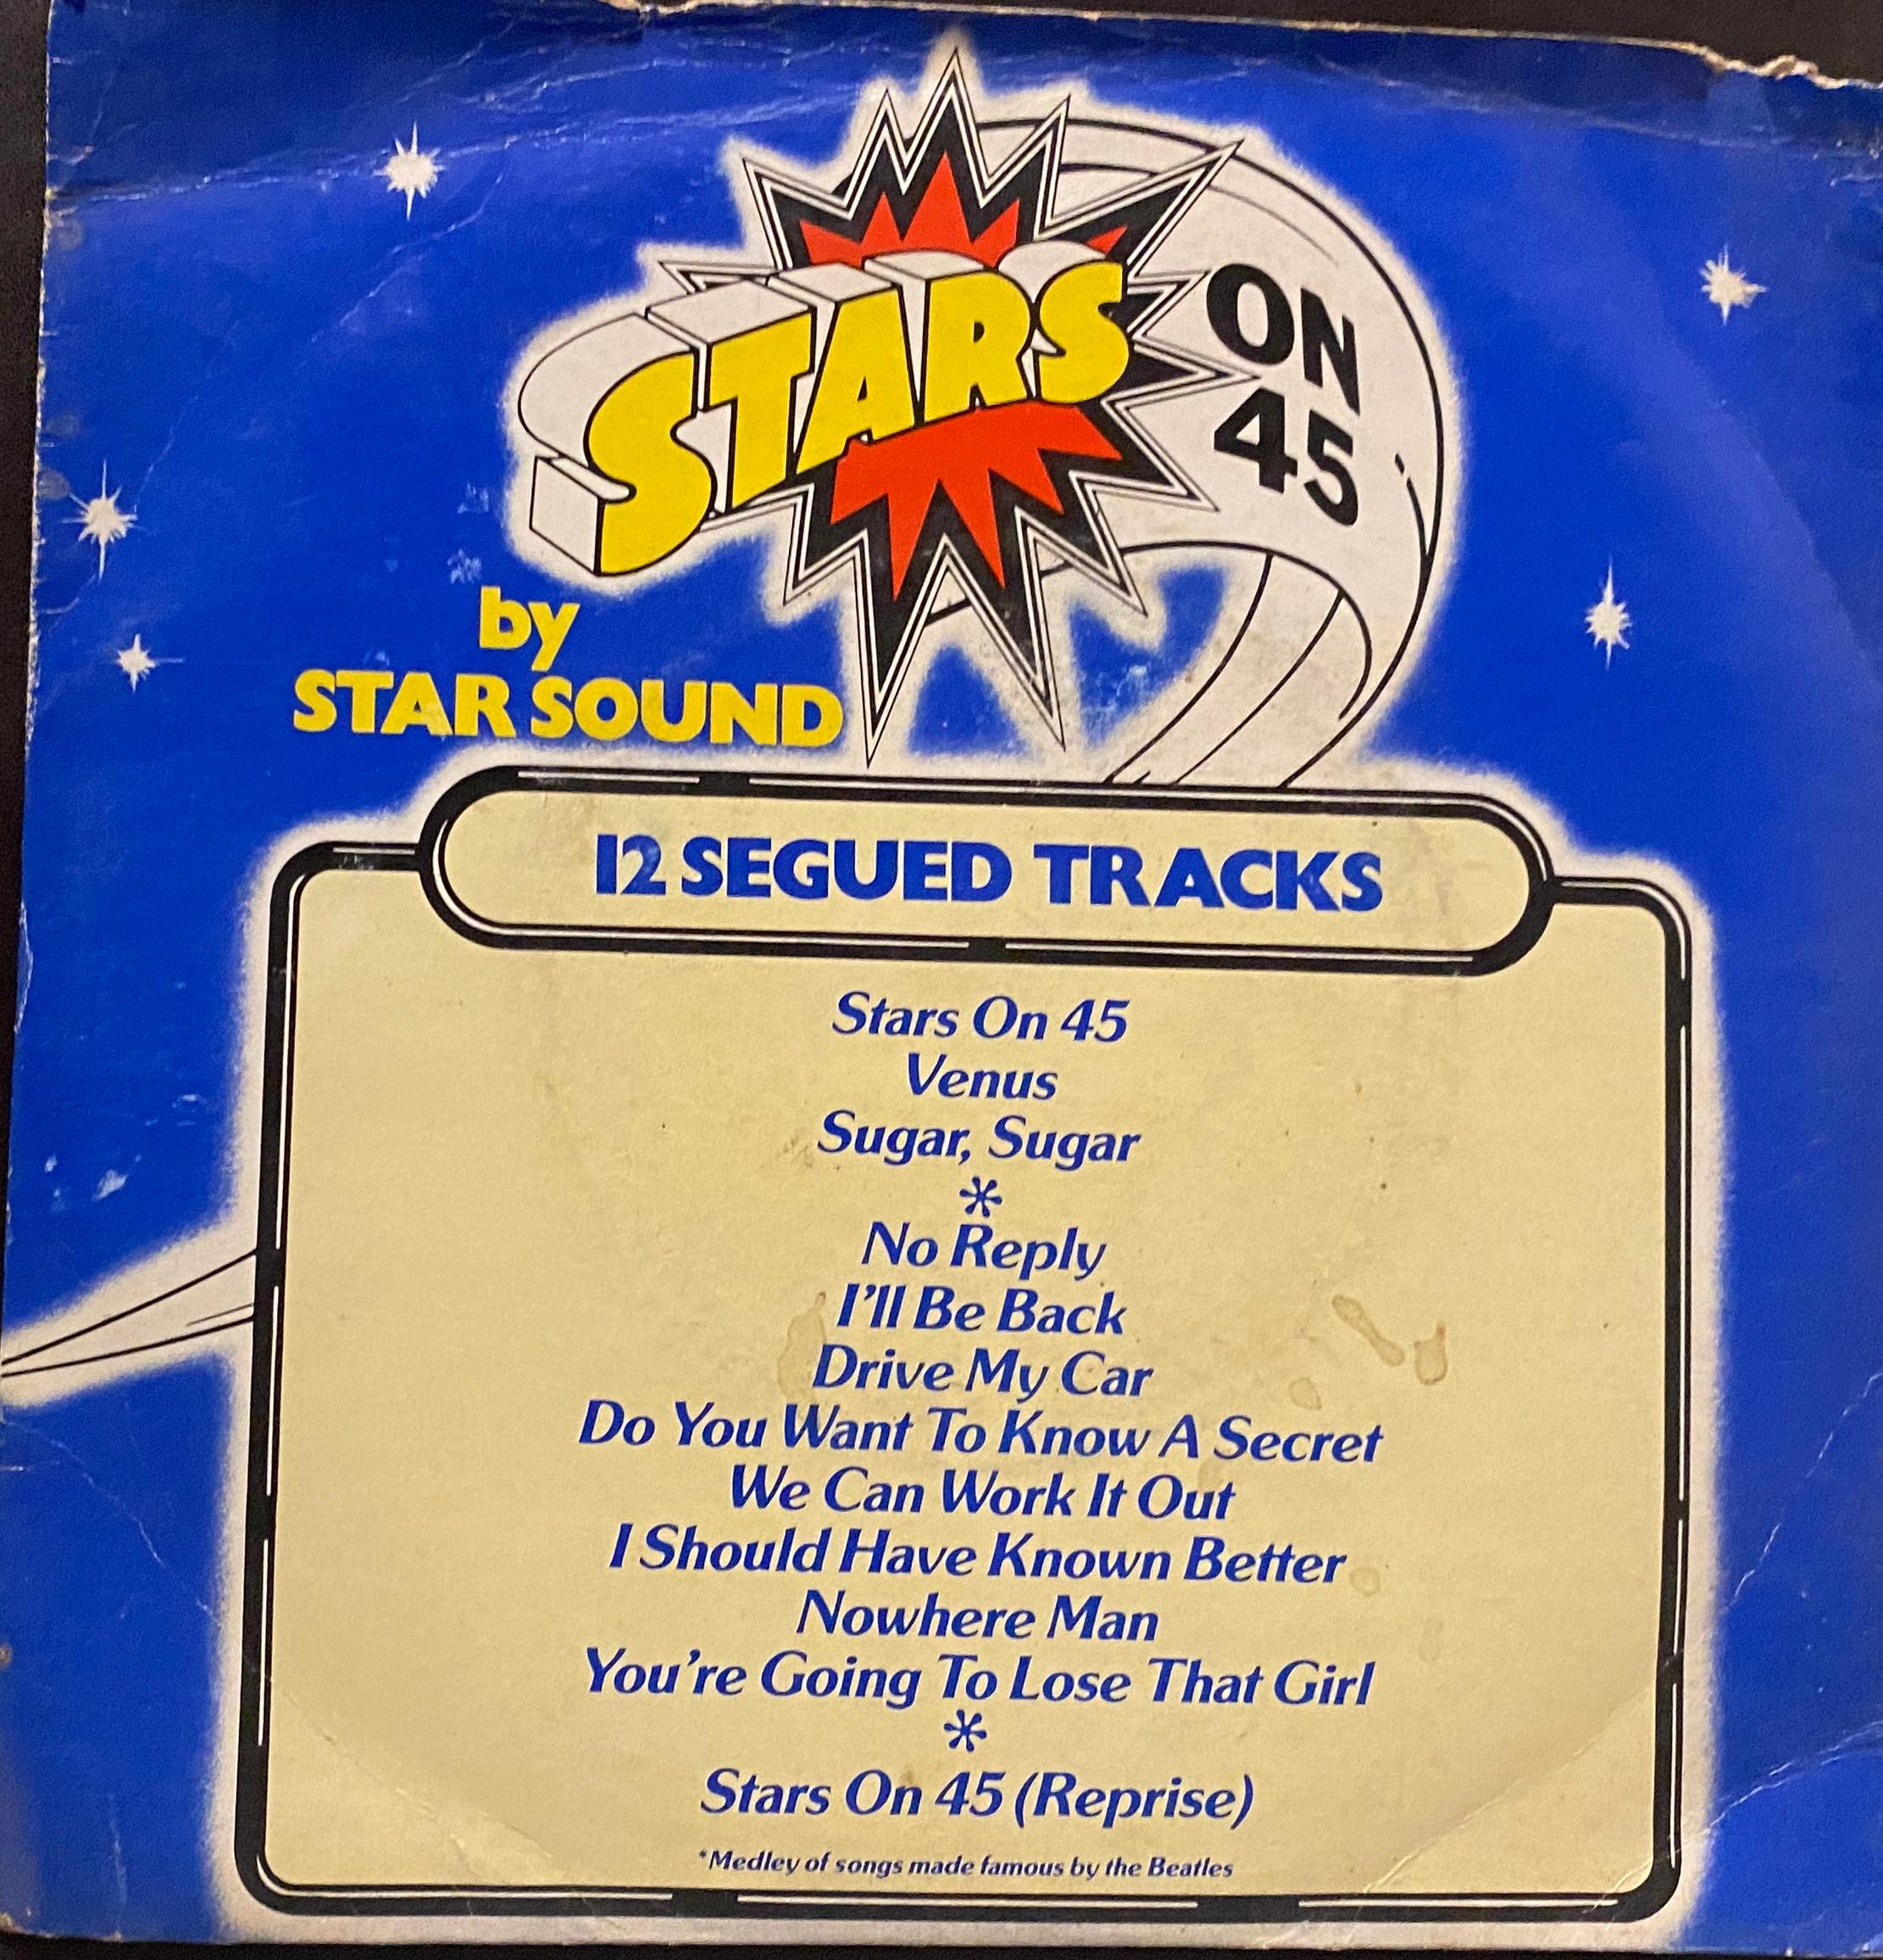 STARS
ON
45
by
STAR SOUND
12 SEGUED TRACKS
Stars On 45
Venus
Sugar, Sugar
*
No Reply
I'll Be Back
Drive My Car
Do You Want To Know A Secret
We Can Work It Out
I Should Have Known Better
Nowhere Man
You're Going To Lose That Girl
*
Stars On 45 (Reprise)
*Medley of songs made famous by the Beatles